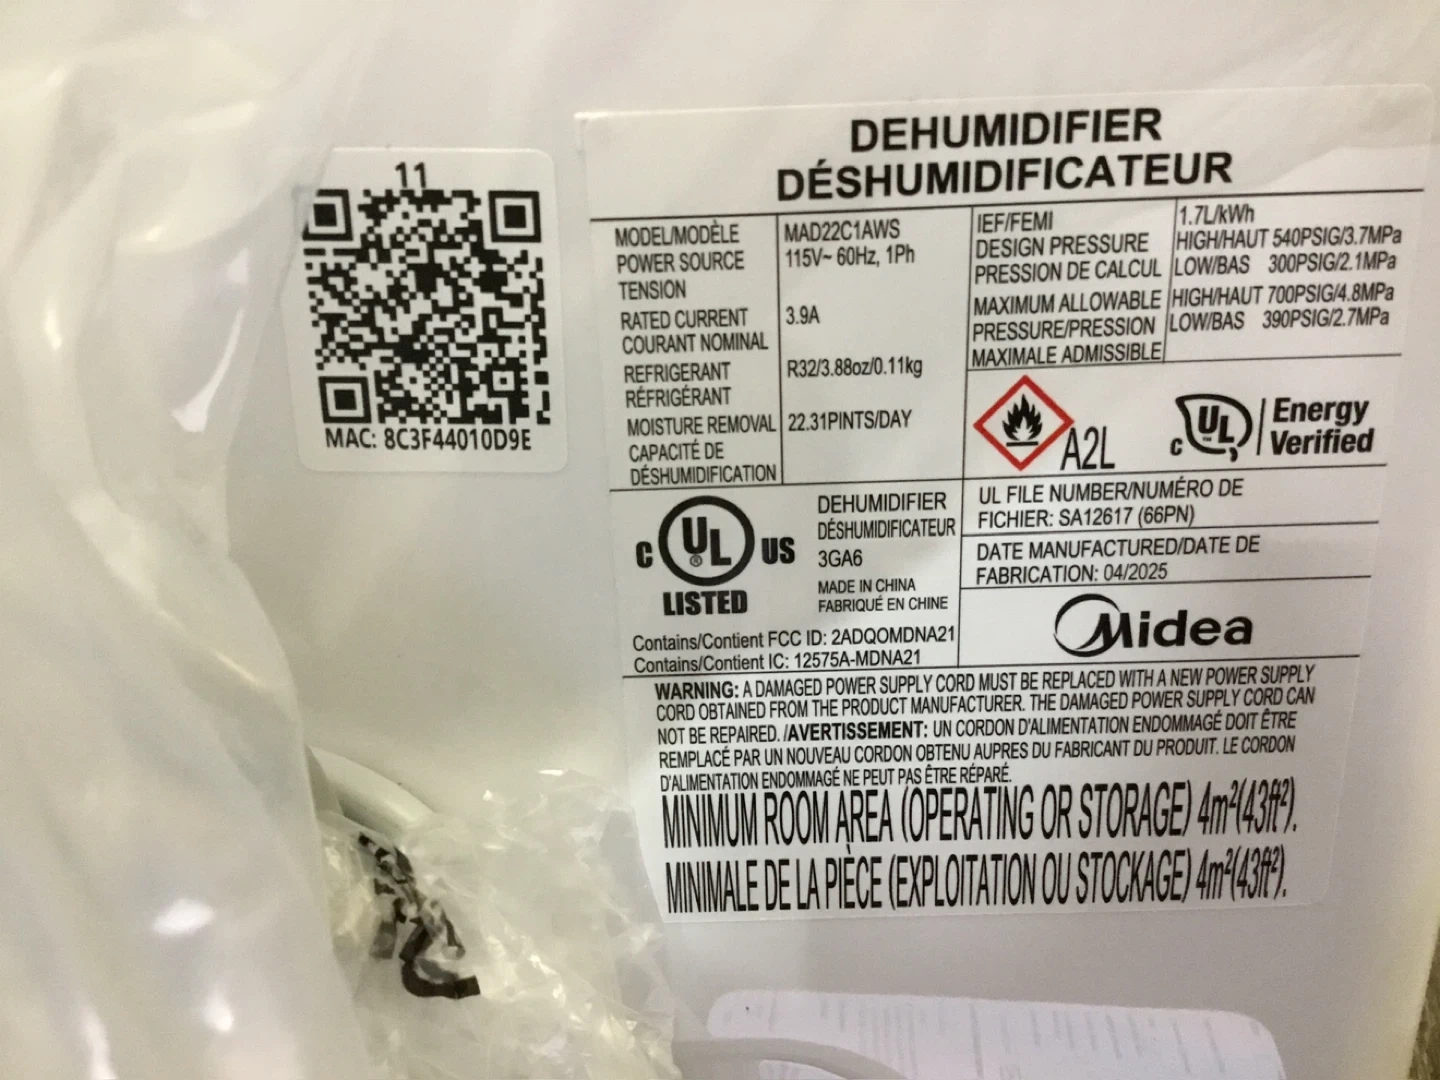 11
MAC: 8C3F44010D9E
DEHUMIDIFIER
DÉSHUMIDIFICATEUR
MODEL/MODÈLE MAD22C1AWS
POWER SOURCE 115V~ 60Hz, 1Ph
TENSION
RATED CURRENT 3.9A
COURANT NOMINAL
REFRIGERANT R32/3.88oz/0.11kg
RÉFRIGÉRANT
MOISTURE REMOVAL 22.31PINTS/DAY
CAPACITÉ DE
DÉSHUMIDIFICATION
IEF/FEMI 1.7L/kWh
DESIGN PRESSURE HIGH/HAUT 540PSIG/3.7MPa
PRESSION DE CALCUL LOW/BAS 300PSIG/2.1MPa
MAXIMUM ALLOWABLE HIGH/HAUT 700PSIG/4.8MPa
PRESSURE/PRESSION LOW/BAS 390PSIG/2.7MPa
MAXIMALE ADMISSIBLE
A2L
C UL Energy
Verified
C UL US
LISTED
DEHUMIDIFIER
DÉSHUMIDIFICATEUR
3GA6
MADE IN CHINA
FABRIQUÉ EN CHINE
Contains/Contient FCC ID: 2ADQOMDNA21
Contains/Contient IC: 12575A-MDNA21
UL FILE NUMBER/NUMÉRO DE
FICHIER: SA12617 (66PN)
DATE MANUFACTURED/DATE DE
FABRICATION: 04/2025
Midea
WARNING: A DAMAGED POWER SUPPLY CORD MUST BE REPLACED WITH A NEW POWER SUPPLY
CORD OBTAINED FROM THE PRODUCT MANUFACTURER. THE DAMAGED POWER SUPPLY CORD CAN
NOT BE REPAIRED. /AVERTISSEMENT: UN CORDON D'ALIMENTATION ENDOMMAGÉ DOIT ÊTRE
REMPLACÉ PAR UN NOUVEAU CORDON OBTENU AUPRES DU FABRICANT DU PRODUIT. LE CORDON
D'ALIMENTATION ENDOMMAGÉ NE PEUT PAS ÊTRE RÉPARÉ.
MINIMUM ROOM AREA (OPERATING OR STORAGE) 4m²(43ft²).
MINIMALE DE LA PIÈCE (EXPLOITATION OU STOCKAGE) 4m²(43ft²).